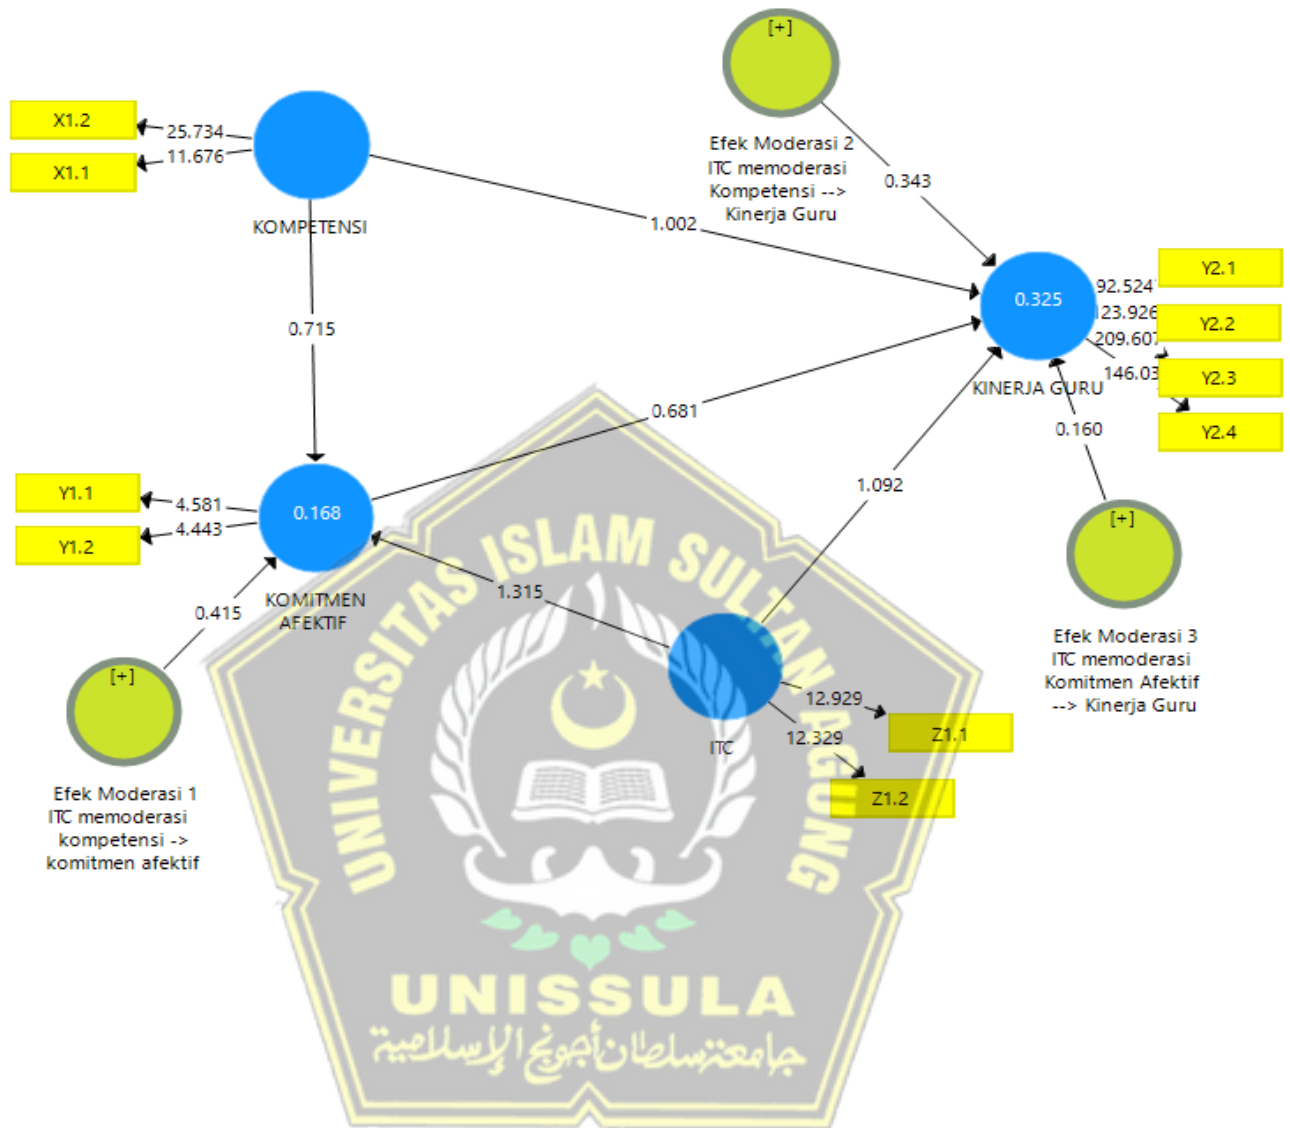 [+]
X1.2
25.734
X1.1
11.676
KOMPETENSI
Efek Moderasi 2
ITC memoderasi
Kompetensi -->
Kinerja Guru
0.343
1.002
0.715
0.325
KINERJA GURU
92.524
123.926
209.607
146.03
Y2.1
Y2.2
Y2.3
Y2.4
0.681
0.160
1.092
Y1.1
4.581
Y1.2
4.443
0.168
KOMITMEN
AFEKTIF
0.415
1.315
[+]
Efek Moderasi 3
ITC memoderasi
Komitmen Afektif
--> Kinerja Guru
[+]
Efek Moderasi 1
ITC memoderasi
kompetensi ->
komitmen afektif
ITC
12.929
12.329
Z1.1
Z1.2
UNIVERSITAS ISLAM SULTAN AGUNG
UNISSULA
جامعة سلطان أجونج الإسلامية